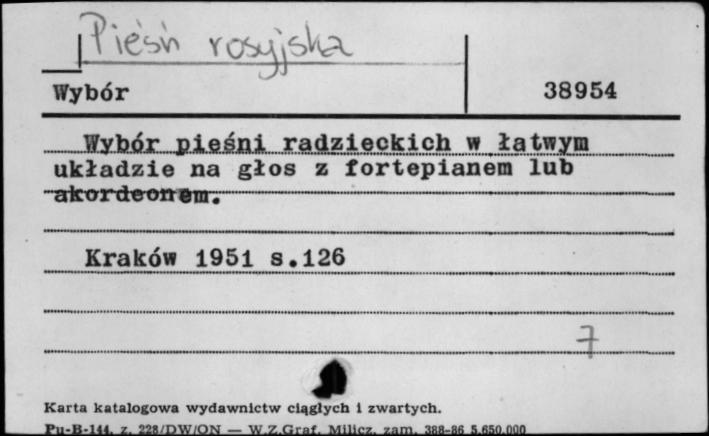 Pieśń rosyjska
Wybór 38954
Wybór pieśni radzieckich w łatwym
układzie na głos z fortepianem lub
akordeonem.
Kraków 1951 s.126
7
Karta katalogowa wydawnictw ciągłych i zwartych.
Pu-B-144, z. 228/DW/ON — W.Z.Graf. Milicz, zam. 388-86 5.650.000